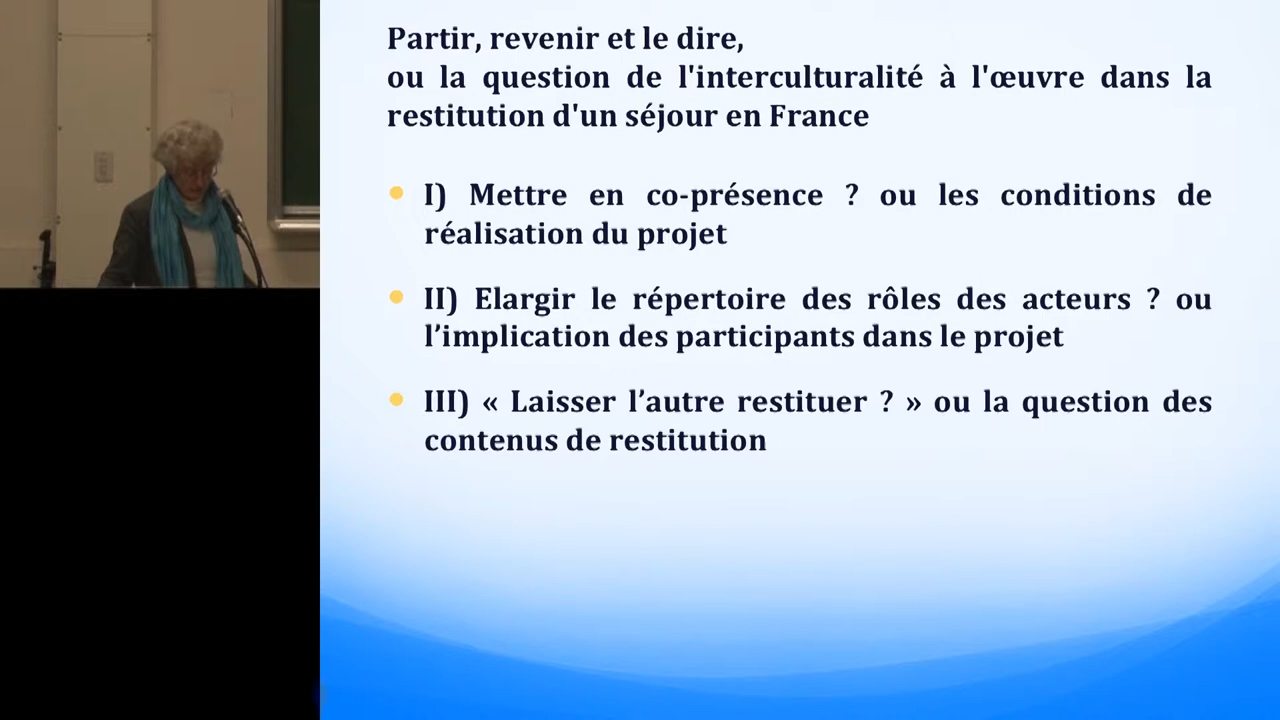 Partir, revenir et le dire,
ou la question de l'interculturalité à l'œuvre dans la
restitution d'un séjour en France
I) Mettre en co-présence ? ou les conditions de
réalisation du projet
II) Elargir le répertoire des rôles des acteurs ? ou
l’implication des participants dans le projet
III) « Laisser l’autre restituer ? » ou la question des
contenus de restitution